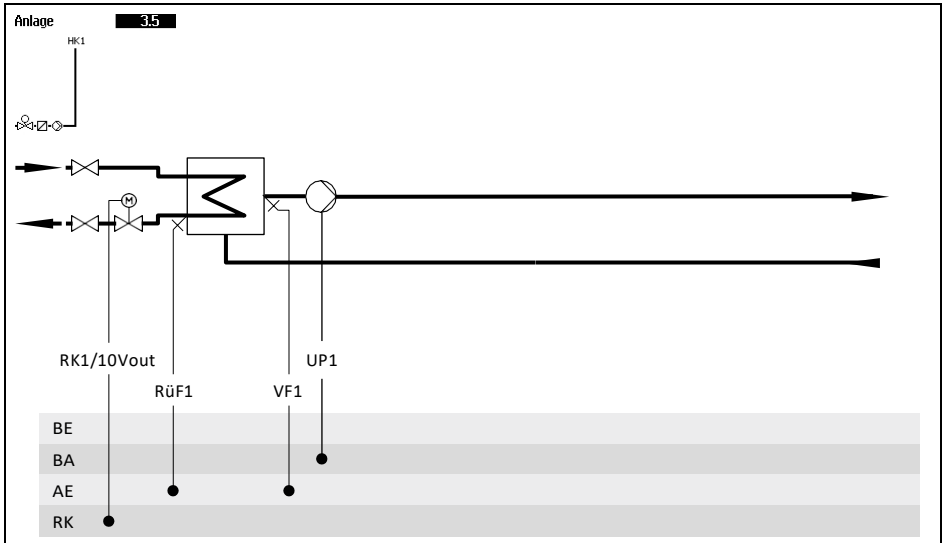 Anlage 3.5
HK1
M
RK1/10Vout
UP1
RüF1
VF1
BE
BA
AE
RK